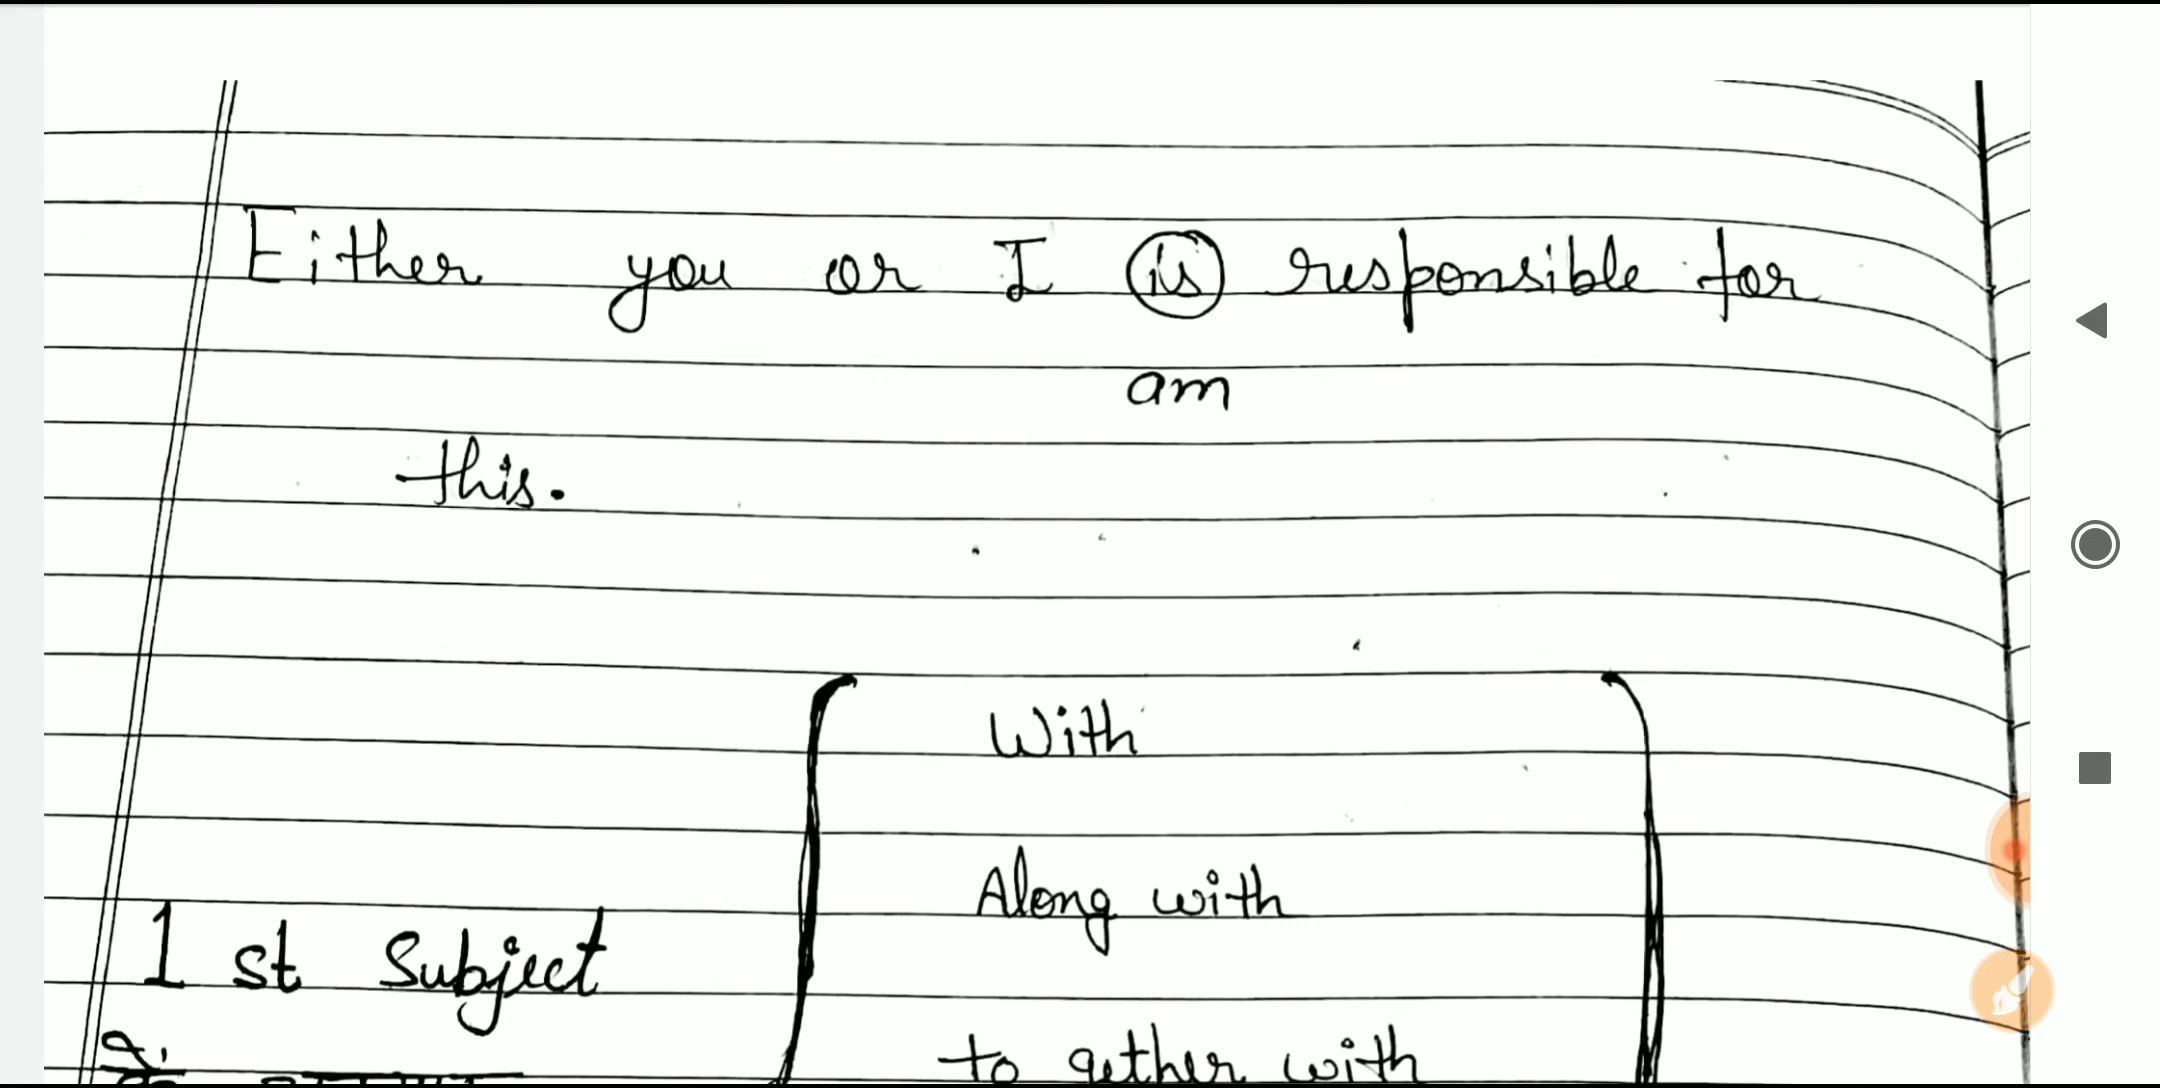 Either you or I is responsible for
am
this.
With
Along with
1 st Subject
to gether with